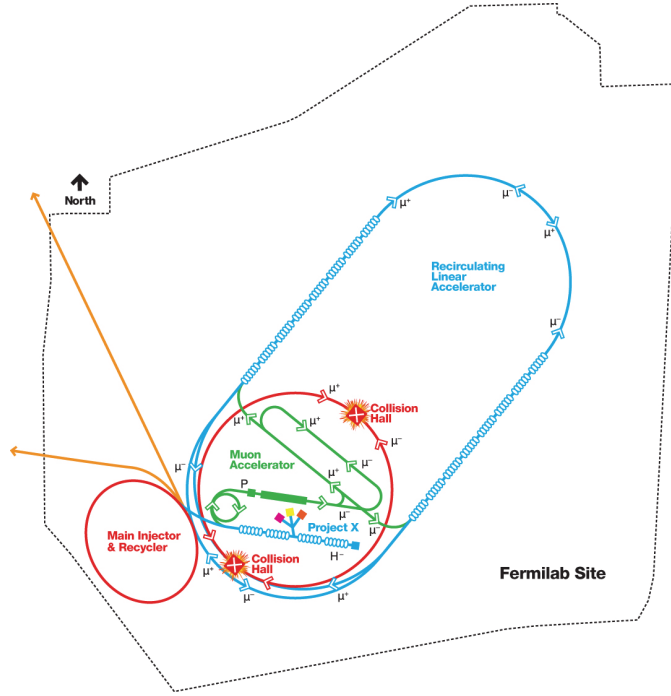 North
μ⁺
μ⁻
μ⁺
Recirculating
Linear
Accelerator
μ⁻
μ⁺
Collision
Hall
μ⁺
μ⁺
μ⁻
Muon
Accelerator
μ⁻
μ⁻
P
μ⁻
μ⁻
Project X
Main Injector
& Recycler
H⁻
Collision
Hall
μ⁺
μ⁻
μ⁺
Fermilab Site